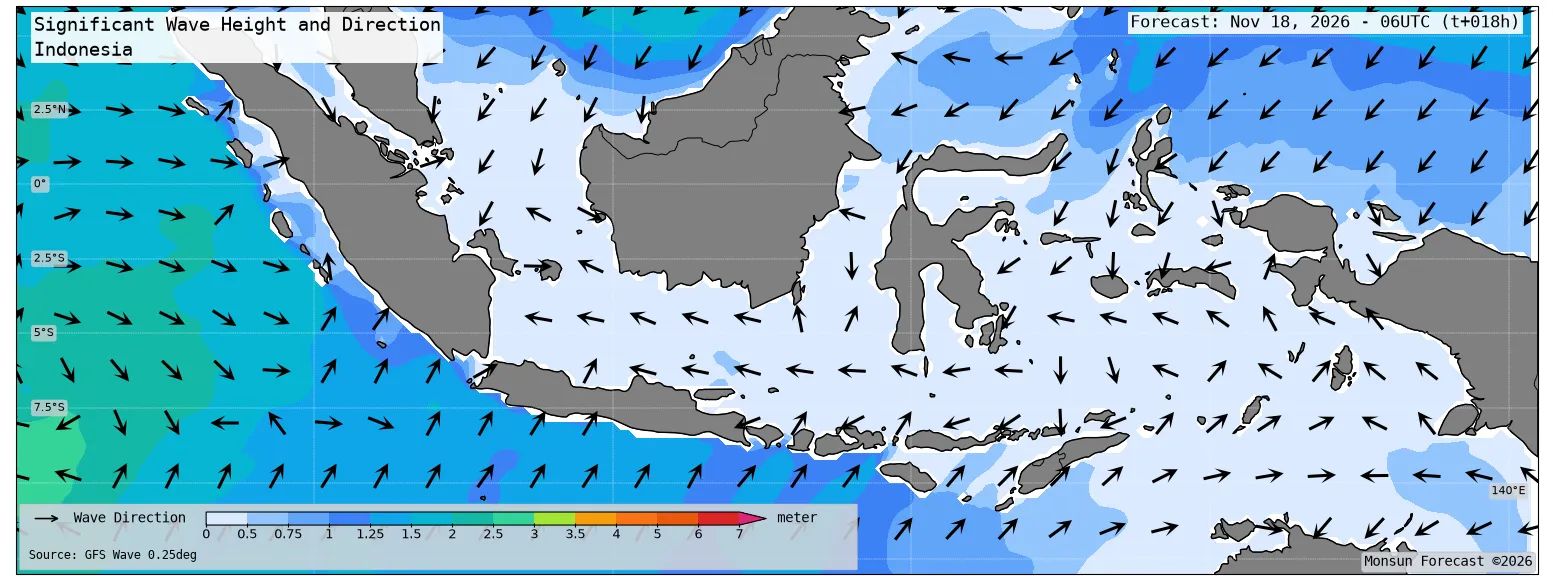 Significant Wave Height and Direction
Indonesia
Forecast: Nov 18, 2026 - 06UTC (t+018h)
2.5°N
0°
2.5°S
5°S
7.5°S
140°E
Wave Direction
0 0.5 0.75 1 1.25 1.5 2 2.5 3 3.5 4 5 6 7
meter
Source: GFS Wave 0.25deg
Monsun Forecast ©2026